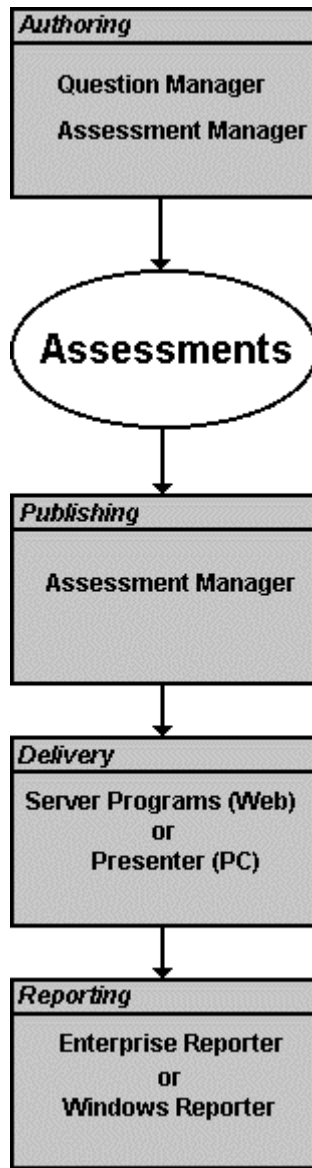 Authoring
Question Manager
Assessment Manager
Assessments
Publishing
Assessment Manager
Delivery
Server Programs (Web)
or
Presenter (PC)
Reporting
Enterprise Reporter
or
Windows Reporter